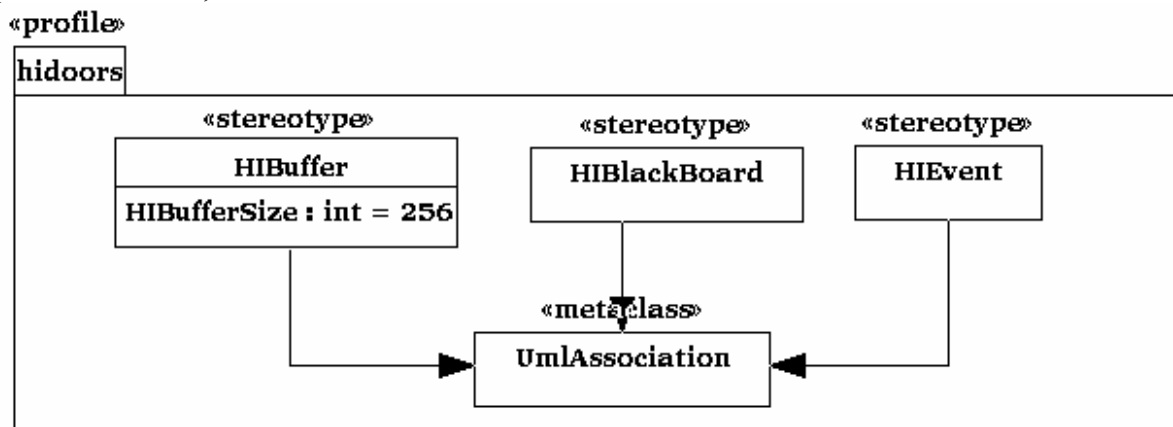 «profile»
hidoors
«stereotype» «stereotype» «stereotype»
HIBuffer HIBlackBoard HIEvent
HIBufferSize : int = 256
«metaclass»
UmlAssociation